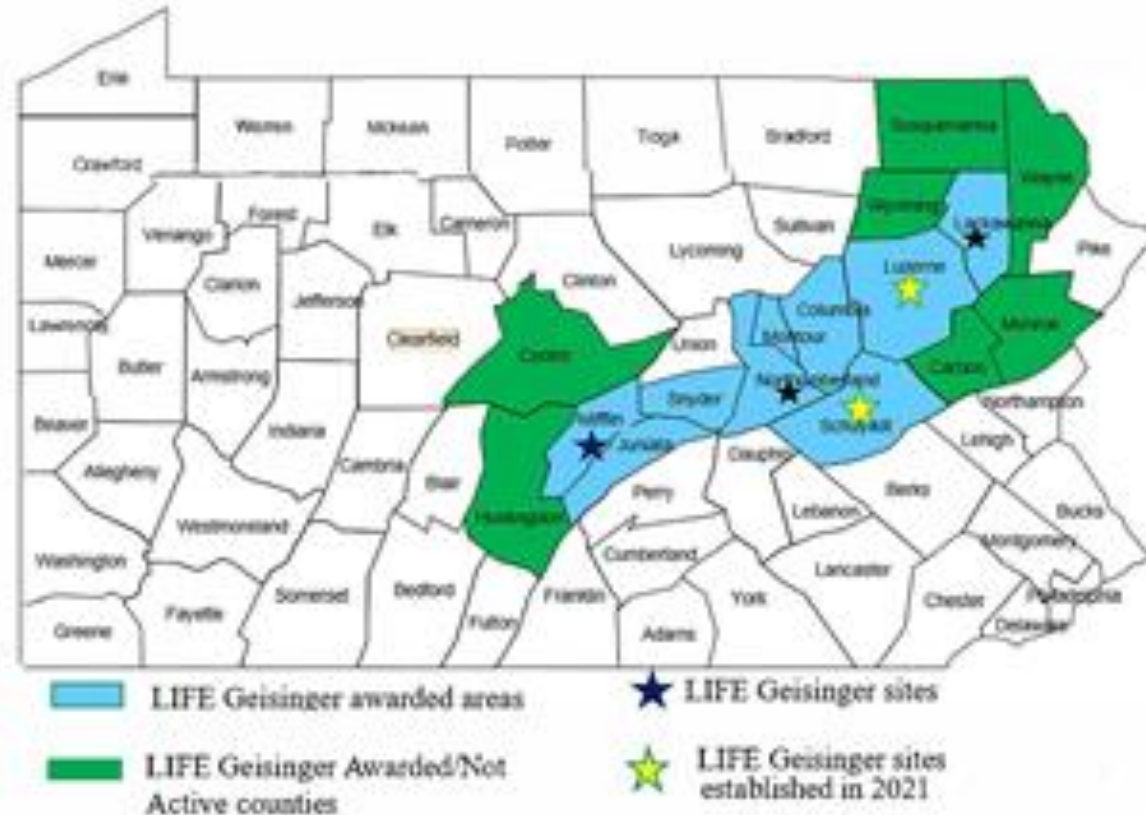 Erie
Warren
McKean
Potter
Tioga
Bradford
Susquehanna
Crawford
Wayne
Wyoming
Forest
Venango
Elk
Cameron
Sullivan
Lackawanna
Lycoming
Pike
Mercer
Clarion
Clinton
Luzerne
Jefferson
Columbia
Lawrence
Clearfield
Montour
Monroe
Union
Butler
Centre
Carbon
Armstrong
Northumberland
Snyder
Northampton
Mifflin
Beaver
Indiana
Schuylkill
Juniata
Lehigh
Dauphin
Allegheny
Cambria
Blair
Perry
Berks
Huntingdon
Lebanon
Bucks
Westmoreland
Montgomery
Cumberland
Washington
Lancaster
Bedford
Somerset
Franklin
York
Chester
Philadelphia
Fayette
Fulton
Delaware
Greene
Adams
LIFE Geisinger awarded areas
LIFE Geisinger sites
LIFE Geisinger Awarded/Not
Active counties
LIFE Geisinger sites
established in 2021